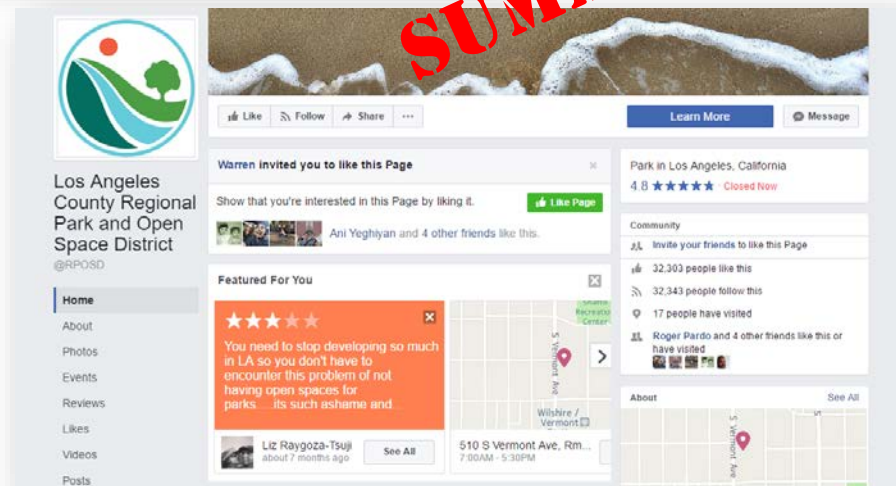 SUM
Like Follow Share ...
Learn More
Message
Los Angeles
County Regional
Park and Open
Space District
@RPOSD
Home
About
Photos
Events
Reviews
Likes
Videos
Posts
Warren invited you to like this Page
Show that you're interested in this Page by liking it.
Like Page
Ani Yeghiyan and 4 other friends like this.
Featured For You
You need to stop developing so much
in LA so you don't have to
encounter this problem of not
having open spaces for
parks.....its such ashame and...
Liz Raygoza-Tsuji
about 7 months ago
See All
Recreatio
Center
S Vermont Ave
Wilshire /
Vermont
510 S Vermont Ave, Rm...
7:00AM - 5:30PM
Park in Los Angeles, California
4.8 ★★★★★ · Closed Now
Community
Invite your friends to like this Page
32,303 people like this
32,343 people follow this
17 people have visited
Roger Pardo and 4 other friends like this or
have visited
About
See All
S Vermont Ave